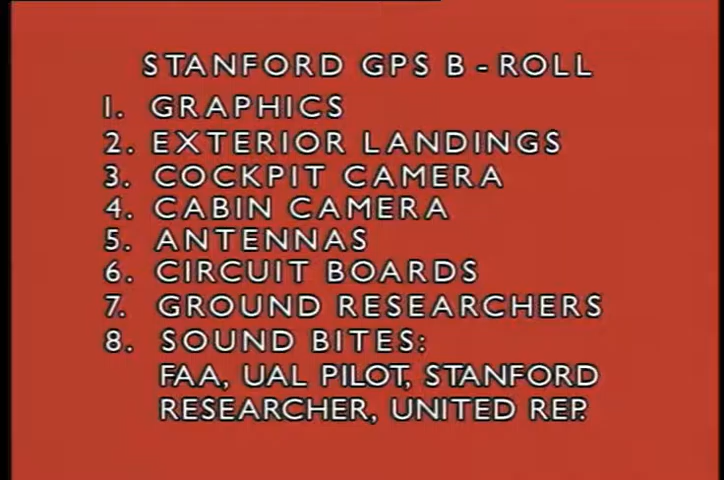 STANFORD GPS B - ROLL
1. GRAPHICS
2. EXTERIOR LANDINGS
3. COCKPIT CAMERA
4. CABIN CAMERA
5. ANTENNAS
6. CIRCUIT BOARDS
7. GROUND RESEARCHERS
8. SOUND BITES:
FAA, UAL PILOT, STANFORD
RESEARCHER, UNITED REP.